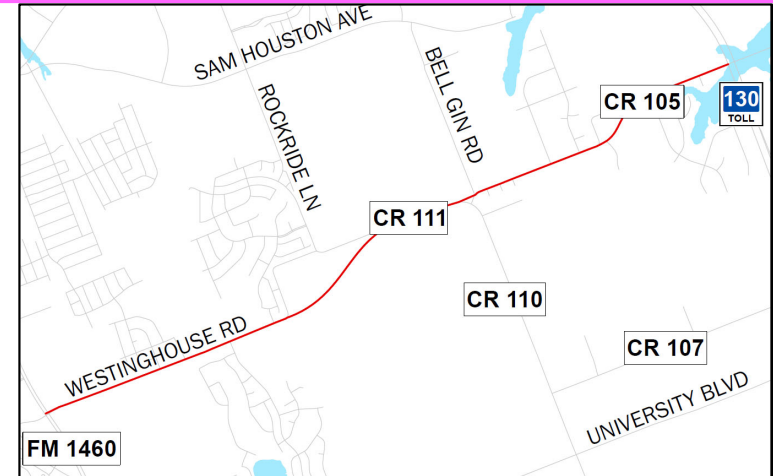 SAM HOUSTON AVE
BELL GIN RD
ROCKRIDE LN
CR 105
130
TOLL
CR 111
CR 110
WESTINGHOUSE RD
CR 107
UNIVERSITY BLVD
FM 1460